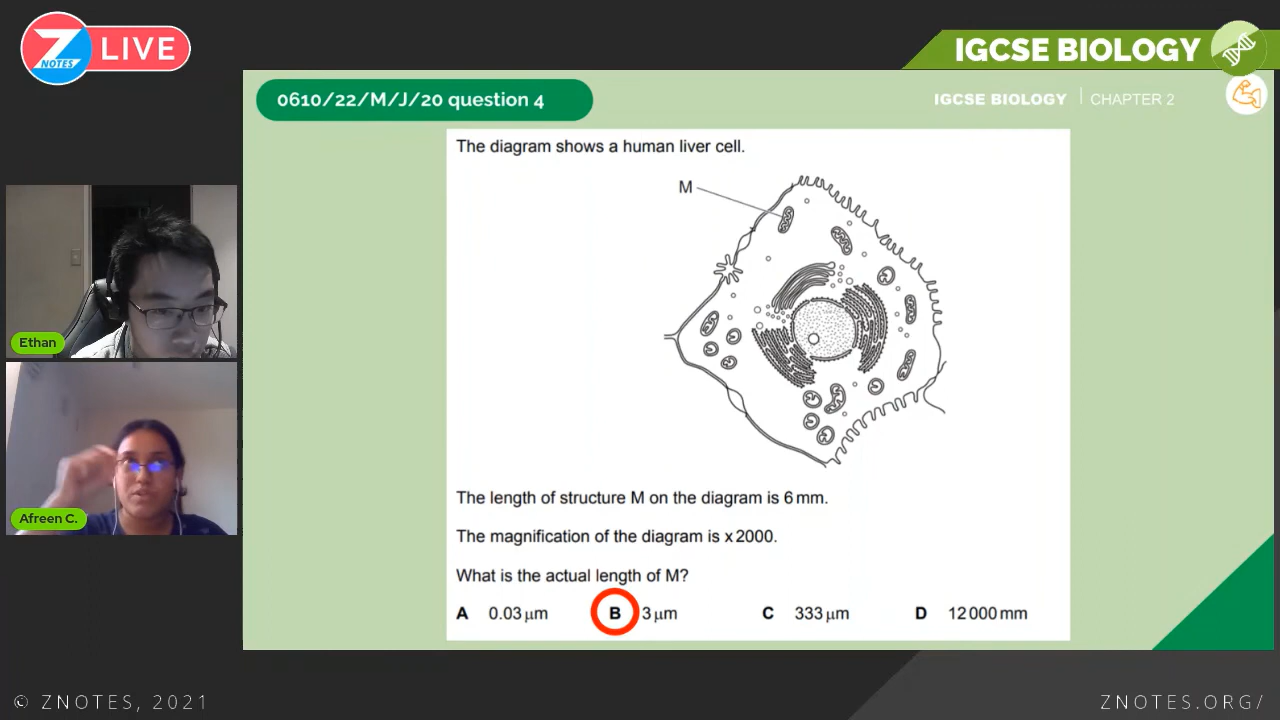 Z
NOTES
LIVE
IGCSE BIOLOGY
0610/22/M/J/20 question 4
IGCSE BIOLOGY | CHAPTER 2
The diagram shows a human liver cell.
M
The length of structure M on the diagram is 6 mm.
The magnification of the diagram is x 2000.
What is the actual length of M?
A 0.03 μm B 3 μm C 333 μm D 12 000 mm
Ethan
Afreen C.
© ZNOTES, 2021
ZNOTES.ORG/